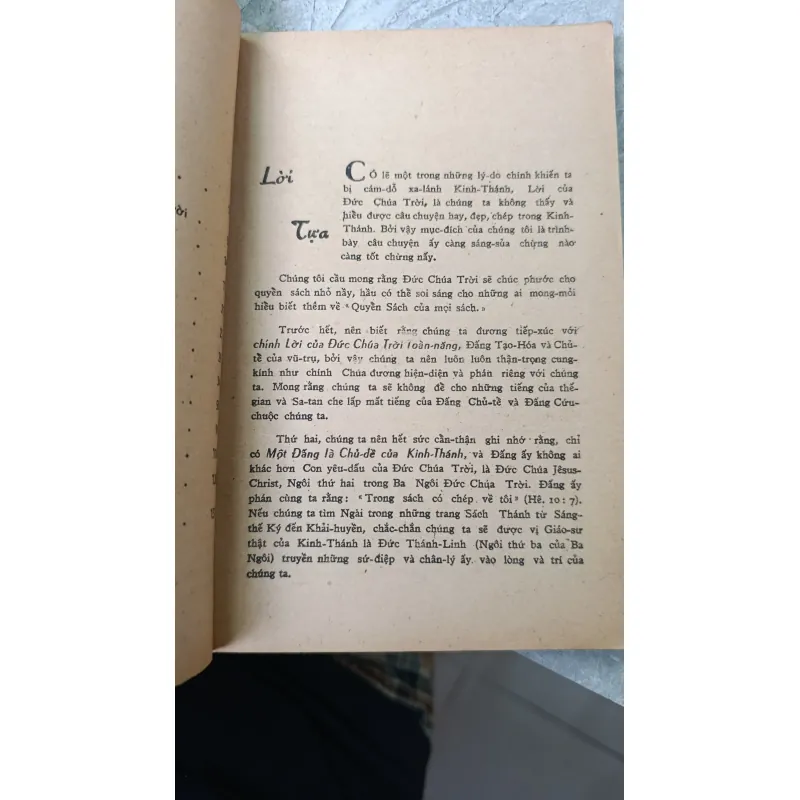 Lời
Tựa
CÓ lẽ một trong những lý-do chính khiến ta
bị cám-dỗ xa-lánh Kinh-Thánh, Lời của
Đức Chúa Trời, là chúng ta không thấy và
hiểu được câu chuyện hay, đẹp, chép trong Kinh-
Thánh. Bởi vậy mục-đích của chúng tôi là trình-
bày câu chuyện ấy càng sáng-sủa chừng nào
càng tốt chừng nấy.
Chúng tôi cầu mong rằng Đức Chúa Trời sẽ chúc phước cho
quyển sách nhỏ nầy, hầu có thể soi sáng cho những ai mong-mỏi
hiểu biết thêm về «Quyển Sách của mọi sách.»
Trước hết, nên biết rằng chúng ta đương tiếp-xúc với
chính Lời của Đức Chúa Trời toàn-năng, Đấng Tạo-Hóa và Chủ-
tể của vũ-trụ, bởi vậy chúng ta nên luôn luôn thận-trọng cung-
kính như chính Chúa đương hiện-diện và phán riêng với chúng
ta. Mong rằng chúng ta sẽ không để cho những tiếng của thế-
gian và Sa-tan che lấp mất tiếng của Đấng Chủ-tề và Đấng Cứu-
chuộc chúng ta.
Thứ hai, chúng ta nên hết sức cẩn-thận ghi nhớ rằng, chỉ
có Một Đấng là Chủ-đề của Kinh-Thánh, và Đấng ấy không ai
khác hơn Con yêu-dấu của Đức Chúa Trời, là Đức Chúa Jêsus-
Christ, Ngôi thứ hai trong Ba Ngôi Đức Chúa Trời. Đấng ấy
phán cùng ta rằng: «Trong sách có chép về tôi» (Hê. 10:7).
Nếu chúng ta tìm Ngài trong những trang Sách Thánh từ Sáng-
thế Ký đến Khải-huyền, chắc-chắn chúng ta sẽ được vị Giáo-sư
thật của Kinh-Thánh là Đức Thánh-Linh (Ngôi thứ ba của Ba
Ngôi) truyền những sứ-điệp và chân-lý ấy vào lòng và trí của
chúng ta.